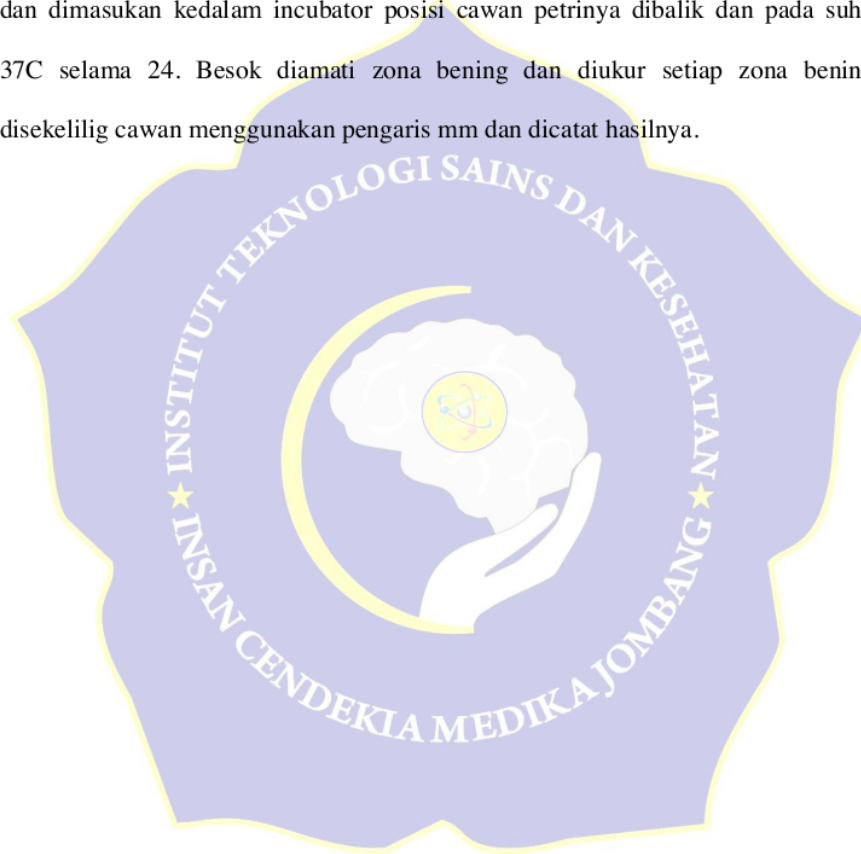 dan dimasukan kedalam incubator posisi cawan petrinya dibalik dan pada suh
37C selama 24. Besok diamati zona bening dan diukur setiap zona benin
disekelilig cawan menggunakan pengaris mm dan dicatat hasilnya.
INSTITUT TEKNOLOGI SAINS DAN KESEHATAN
INSAN CENDEKIA MEDIKA JOMBANG